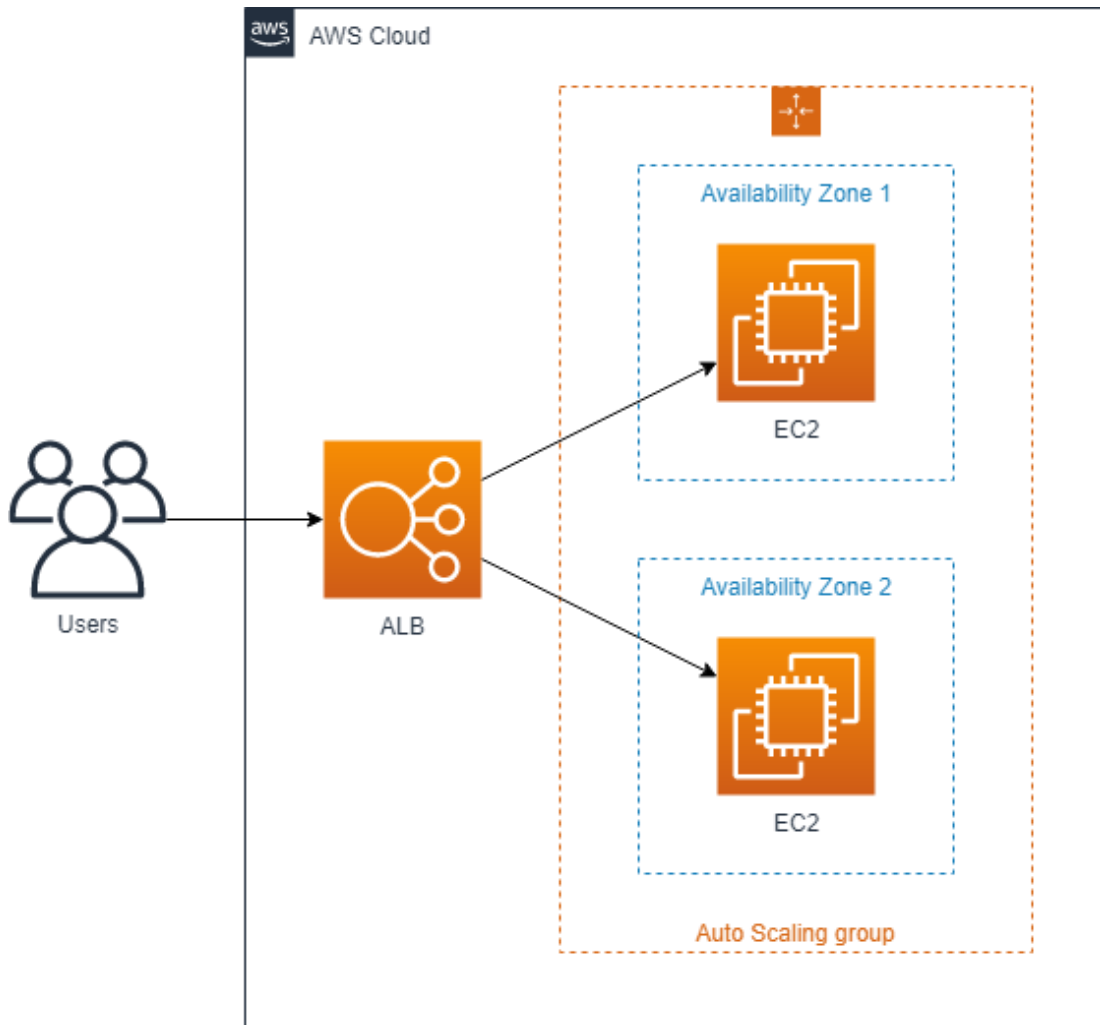 aws
AWS Cloud
Availability Zone 1
EC2
Users
ALB
Availability Zone 2
EC2
Auto Scaling group